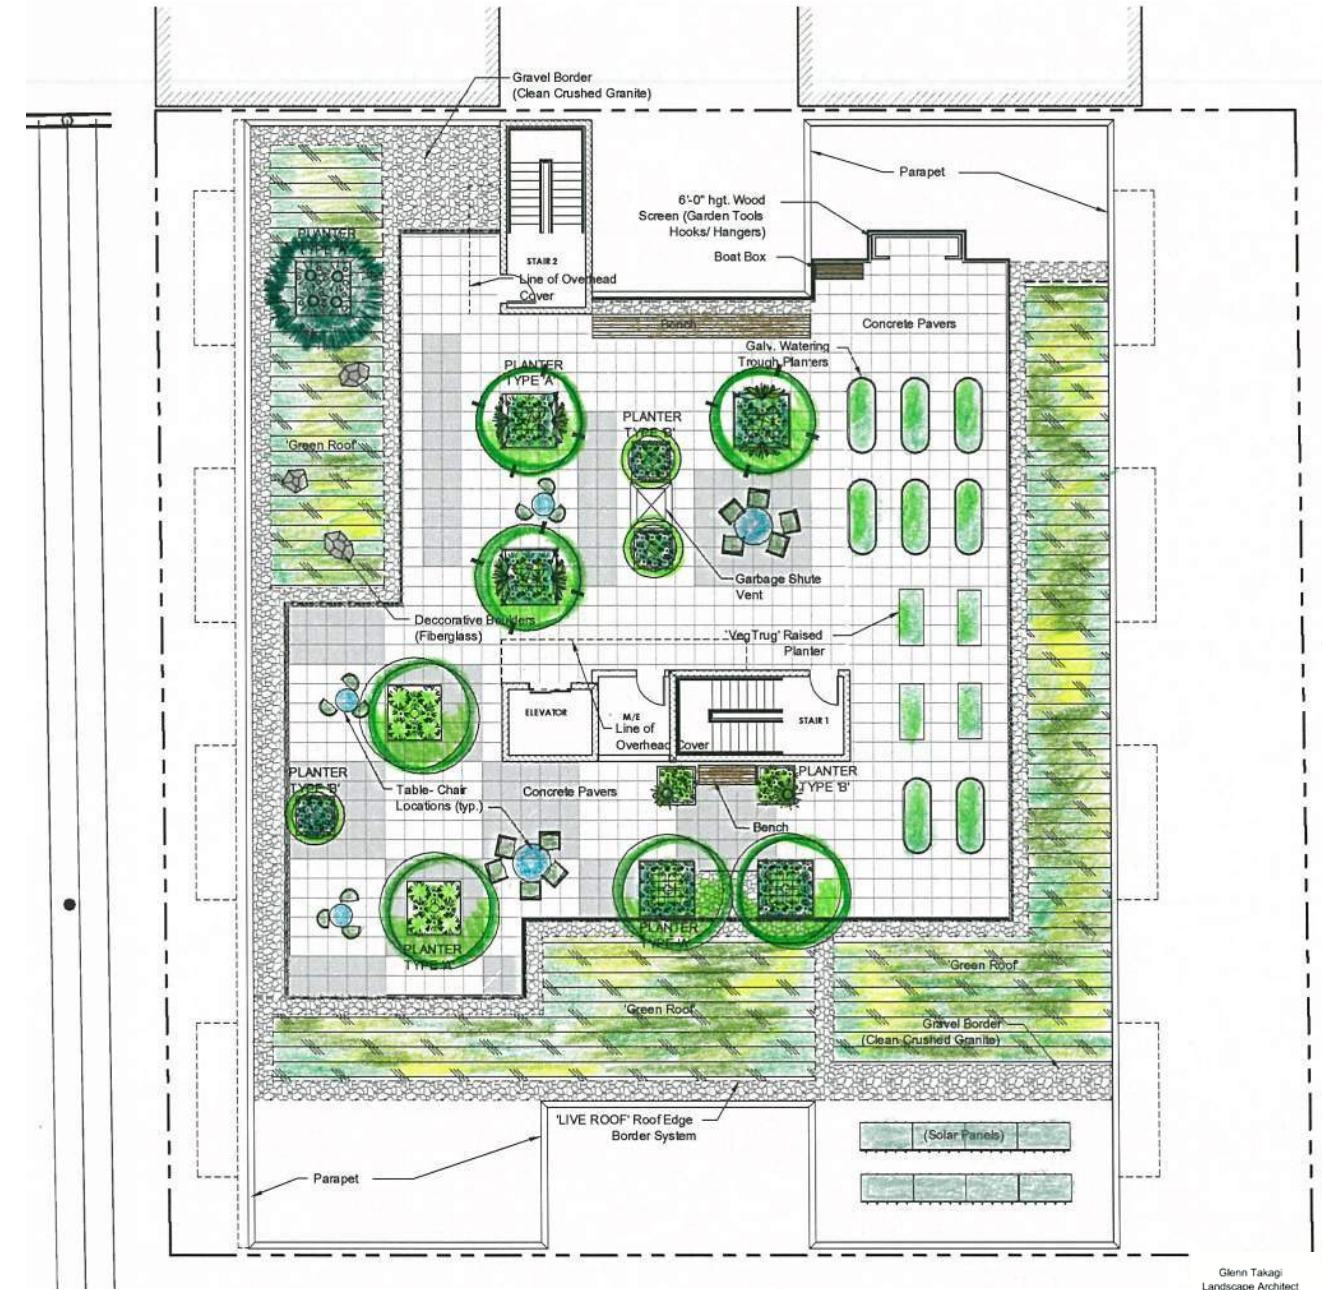 Gravel Border
(Clean Crushed Granite)
Parapet
6'-0" hgt. Wood
Screen (Garden Tools
Hooks/ Hangers)
Boat Box
PLANTER
TYPE 'A'
STAIR 2
Line of Overhead
Cover
Bench
Concrete Pavers
Galv. Watering
Trough Planters
PLANTER
TYPE 'A'
PLANTER
TYPE 'B'
'Green Roof'
Garbage Shute
Vent
Deccorative Boulders
(Fiberglass)
'VegTrug' Raised
Planter
ELEVATOR
M/E
STAIR 1
Line of
Overhead Cover
PLANTER
TYPE 'B'
Table- Chair
Locations (typ.)
Concrete Pavers
PLANTER
TYPE 'B'
Bench
PLANTER
TYPE 'A'
PLANTER
TYPE 'A'
'Green Roof'
'Green Roof'
Gravel Border
(Clean Crushed Granite)
'LIVE ROOF' Roof Edge
Border System
(Solar Panels)
Parapet
Glenn Takagi
Landscape Architect